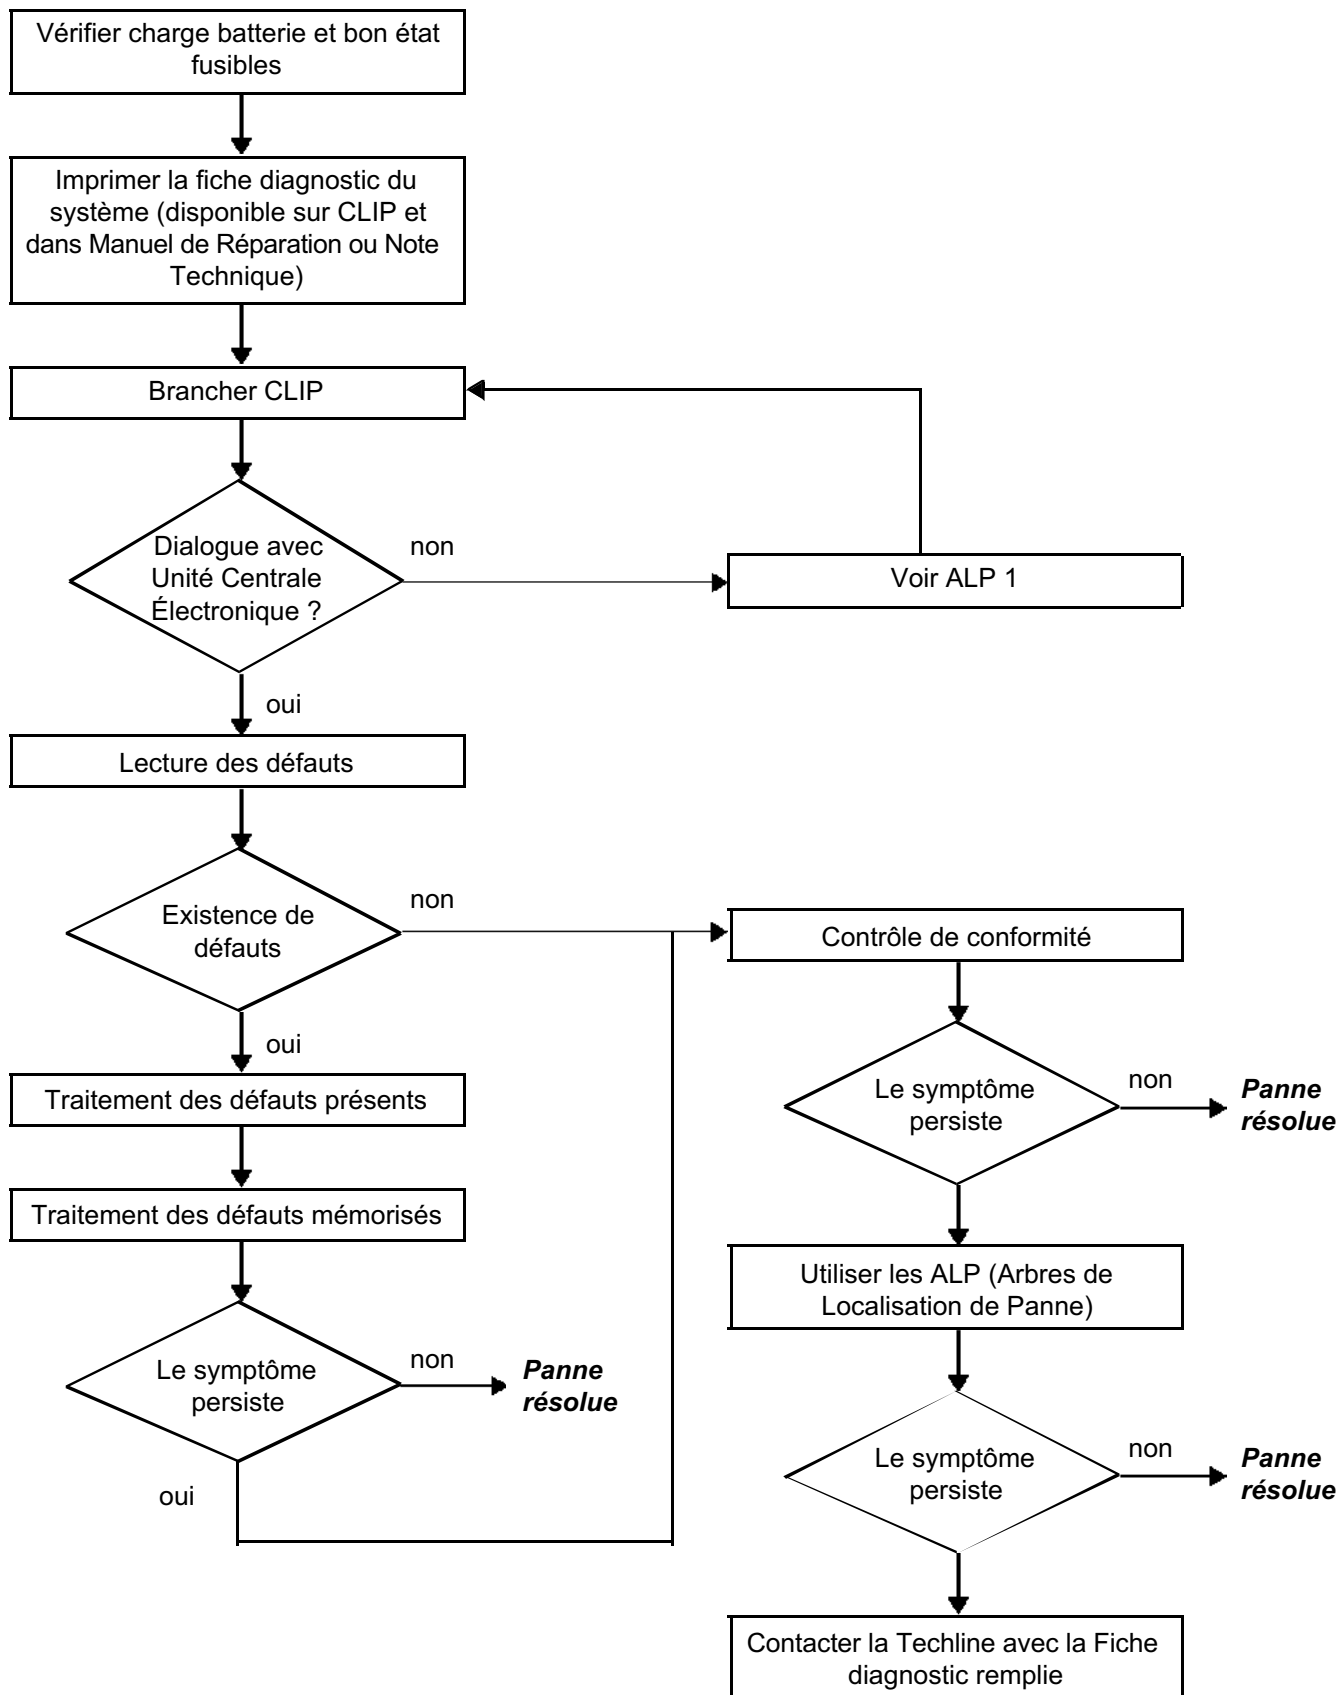 Vérifier charge batterie et bon état
fusibles
Imprimer la fiche diagnostic du
système (disponible sur CLIP et
dans Manuel de Réparation ou Note
Technique)
Brancher CLIP
Dialogue avec
Unité Centrale
Électronique ?
non
Voir ALP 1
oui
Lecture des défauts
Existence de
défauts
non
Contrôle de conformité
oui
Traitement des défauts présents
Le symptôme
persiste
non
Panne
résolue
Traitement des défauts mémorisés
Utiliser les ALP (Arbres de
Localisation de Panne)
Le symptôme
persiste
non
Panne
résolue
oui
Le symptôme
persiste
non
Panne
résolue
Contacter la Techline avec la Fiche
diagnostic remplie